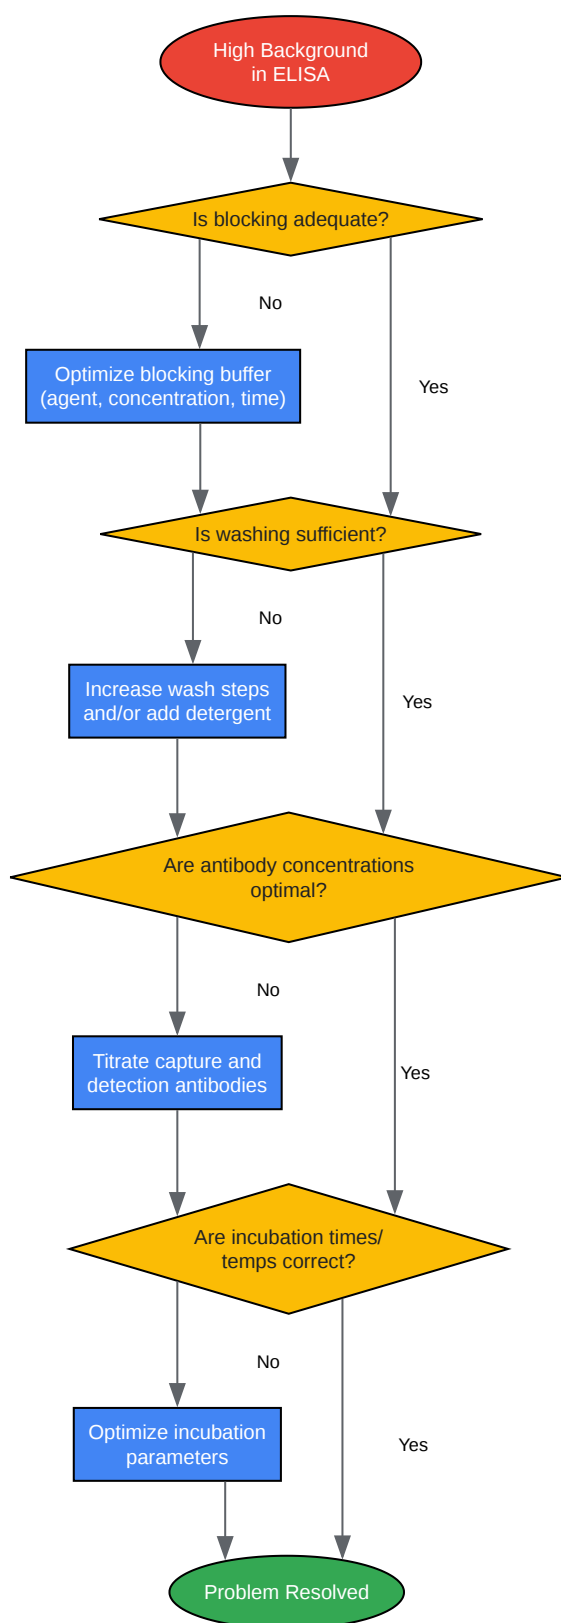 High Background
in ELISA
Is blocking adequate?
No
Optimize blocking buffer
(agent, concentration, time)
Yes
Is washing sufficient?
No
Increase wash steps
and/or add detergent
Yes
Are antibody concentrations
optimal?
No
Titrate capture and
detection antibodies
Yes
Are incubation times/
temps correct?
No
Optimize incubation
parameters
Yes
Problem Resolved